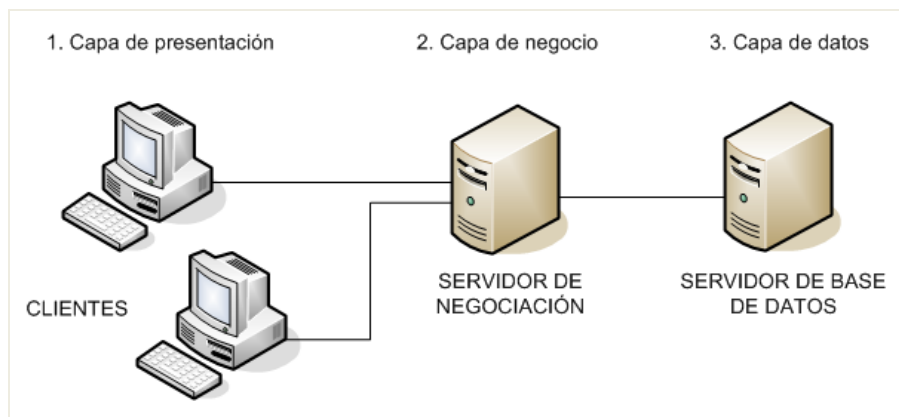 1. Capa de presentación
2. Capa de negocio
3. Capa de datos
CLIENTES
SERVIDOR DE
NEGOCIACIÓN
SERVIDOR DE BASE
DE DATOS